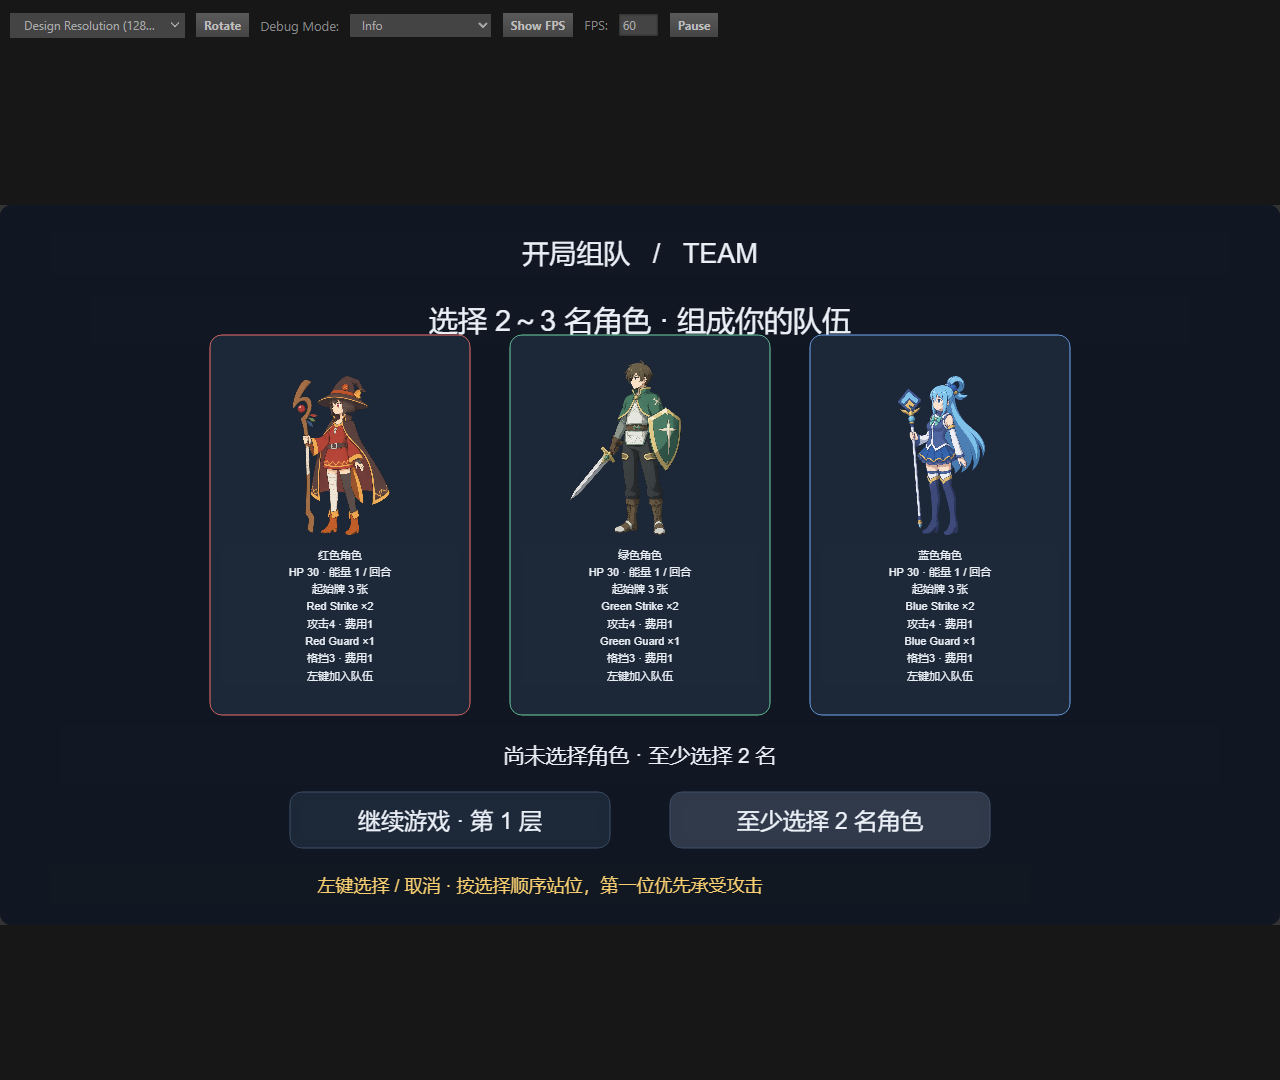 Design Resolution (128...
Rotate
Debug Mode:
Info
Show FPS
FPS:
60
Pause
开局组队 / TEAM
选择 2～3 名角色 · 组成你的队伍
红色角色
HP 30 · 能量 1 / 回合
起始牌 3 张
Red Strike ×2
攻击4 · 费用1
Red Guard ×1
格挡3 · 费用1
左键加入队伍
绿色角色
HP 30 · 能量 1 / 回合
起始牌 3 张
Green Strike ×2
攻击4 · 费用1
Green Guard ×1
格挡3 · 费用1
左键加入队伍
蓝色角色
HP 30 · 能量 1 / 回合
起始牌 3 张
Blue Strike ×2
攻击4 · 费用1
Blue Guard ×1
格挡3 · 费用1
左键加入队伍
尚未选择角色 · 至少选择 2 名
继续游戏 · 第 1 层
至少选择 2 名角色
左键选择 / 取消 · 按选择顺序站位，第一位优先承受攻击